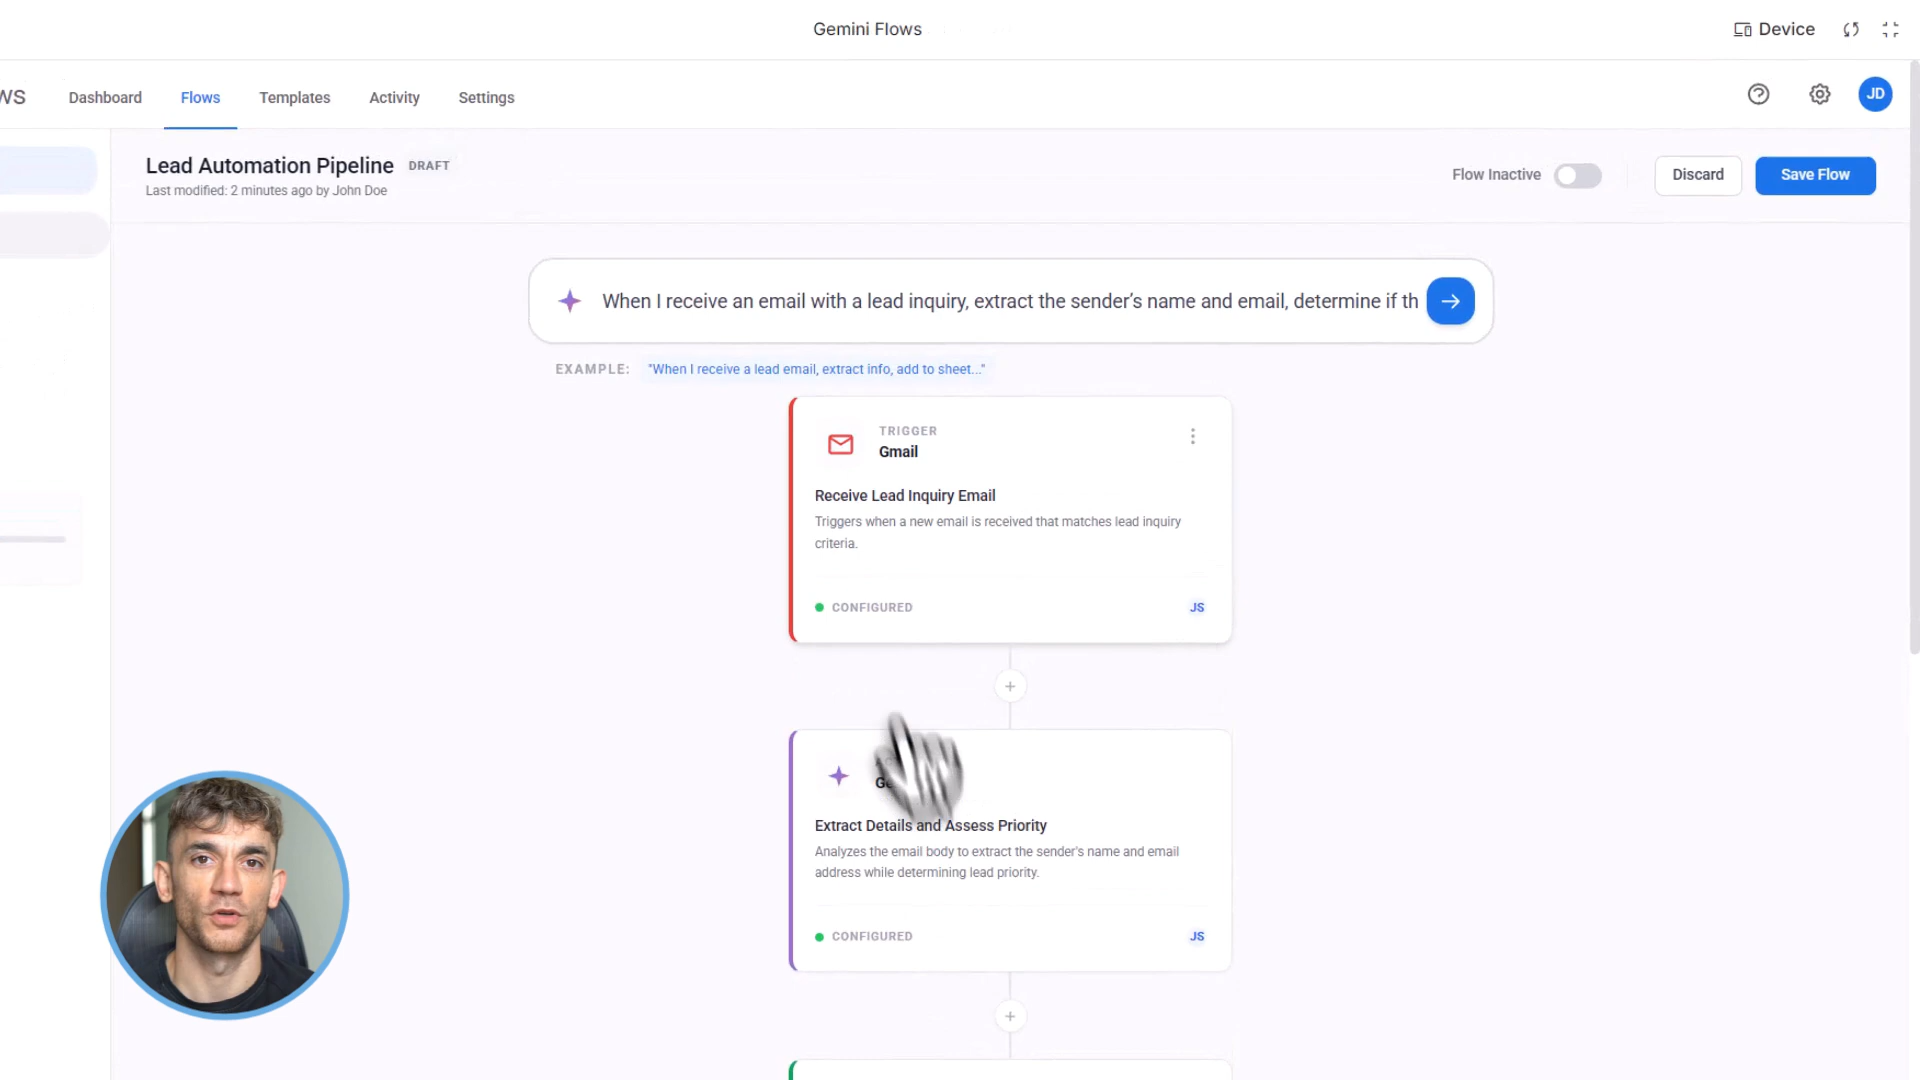 Gemini Flows
Device
WS
Dashboard
Flows
Templates
Activity
Settings
JD
Lead Automation Pipeline
DRAFT
Last modified: 2 minutes ago by John Doe
Flow Inactive
Discard
Save Flow
When I receive an email with a lead inquiry, extract the sender’s name and email, determine if th
EXAMPLE:
"When I receive a lead email, extract info, add to sheet..."
TRIGGER
Gmail
Receive Lead Inquiry Email
Triggers when a new email is received that matches lead inquiry
criteria.
CONFIGURED
JS
Extract Details and Assess Priority
Analyzes the email body to extract the sender's name and email
address while determining lead priority.
CONFIGURED
JS